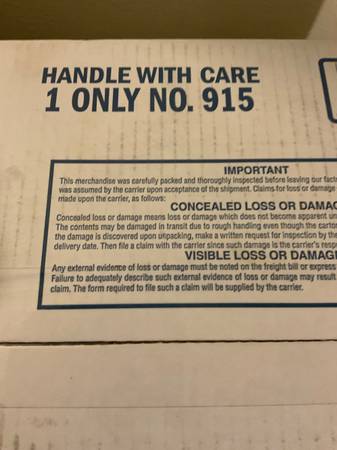 HANDLE WITH CARE
1 ONLY NO. 915
IMPORTANT
This merchandise was carefully packed and thoroughly inspected before leaving our
was assumed by the carrier upon acceptance of the shipment. Claims for loss or damage
made upon the carrier, as follows:
CONCEALED LOSS OR
Concealed loss or damage means loss or damage which does not become apparent
The contents may be damaged in transit due to rough handling even though the
the damage is discovered upon unpacking, make a written request for inspection by the
delivery date. Then file a claim with the carrier since such damage is the carrier's
VISIBLE LOSS OR
Any external evidence of loss or damage must be noted on the freight bill or express
Failure to adequately describe such external evidence of loss or damage may result
claim. The form required to file such a claim will be supplied by the carrier.